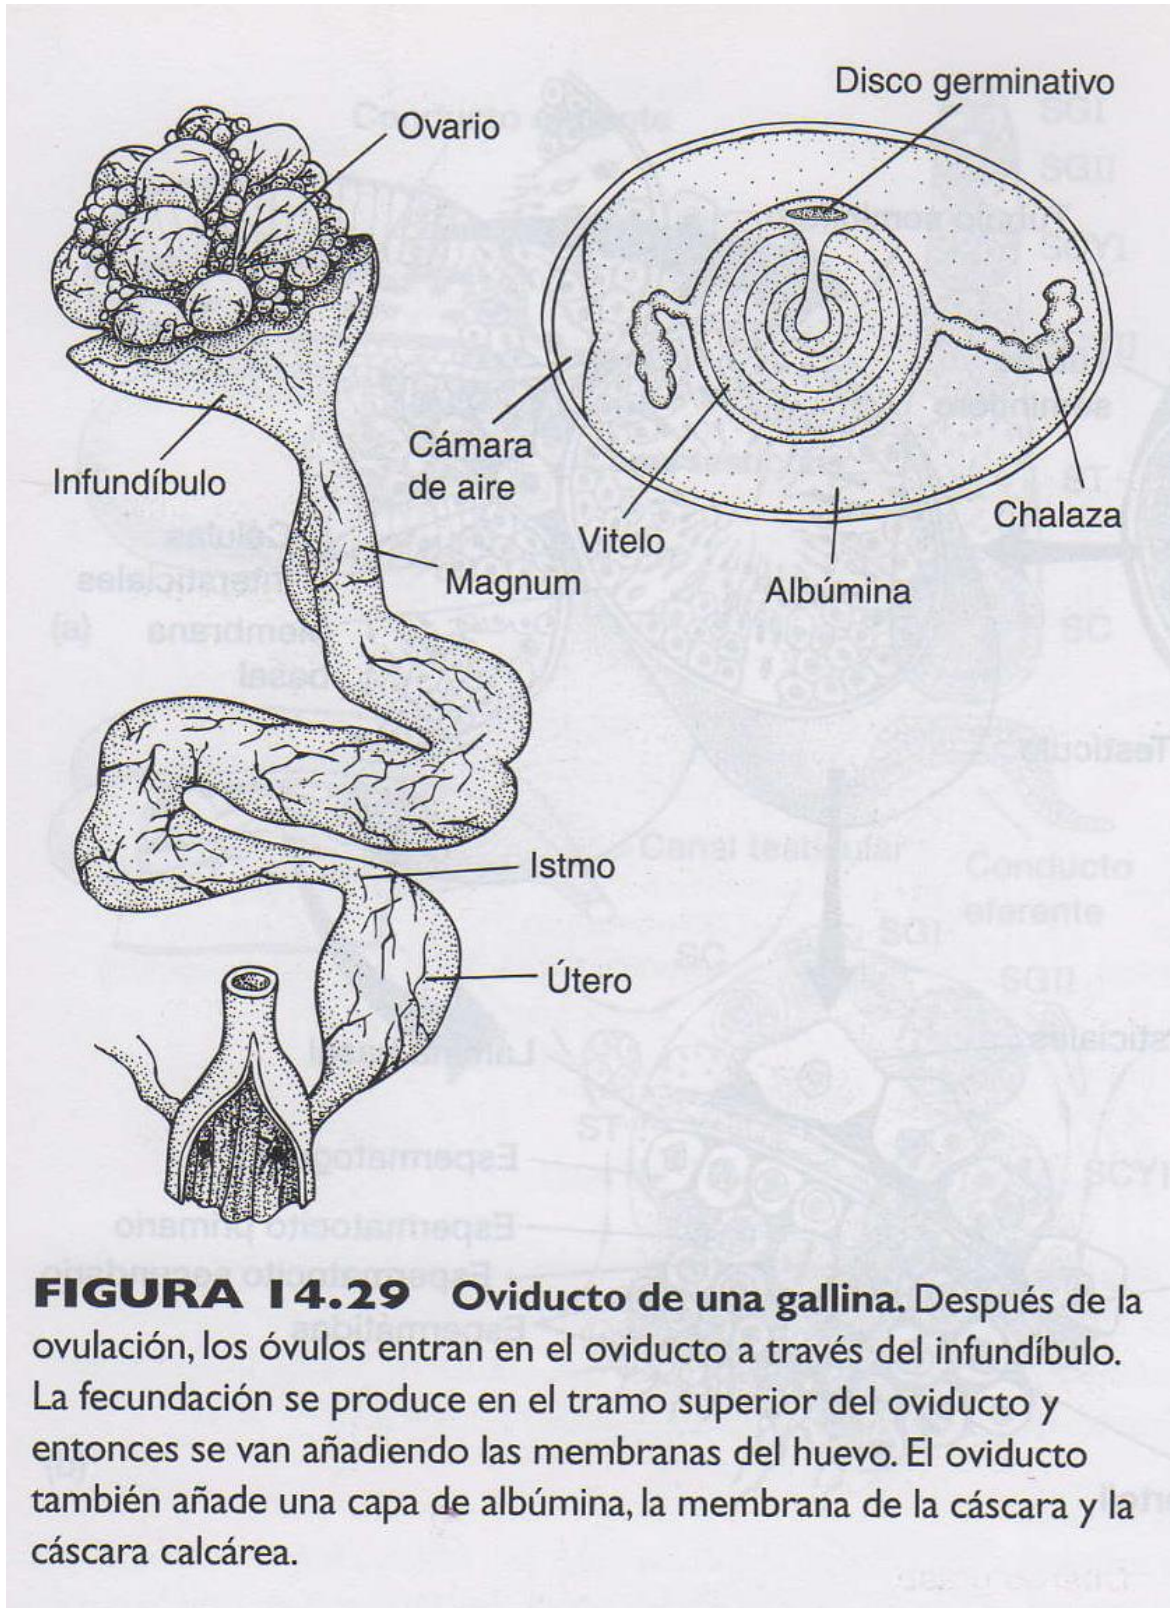 Disco germinativo
Ovario
Infundíbulo
Cámara
de aire
Vitelo
Chalaza
Magnum
Albúmina
Istmo
Útero
FIGURA 14.29 Oviducto de una gallina. Después de la
ovulación, los óvulos entran en el oviducto a través del infundíbulo.
La fecundación se produce en el tramo superior del oviducto y
entonces se van añadiendo las membranas del huevo. El oviducto
también añade una capa de albúmina, la membrana de la cáscara y la
cáscara calcárea.